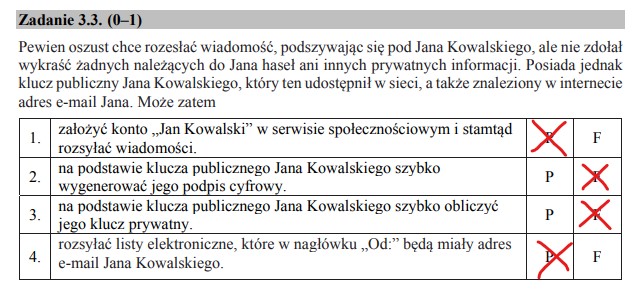 Zadanie 3.3. (0–1)
Pewien oszust chce rozesłać wiadomość, podszywając się pod Jana Kowalskiego, ale nie zdołał
wykraść żadnych należących do Jana haseł ani innych prywatnych informacji. Posiada jednak
klucz publiczny Jana Kowalskiego, który ten udostępnił w sieci, a także znaleziony w internecie
adres e-mail Jana. Może zatem
1. założyć konto „Jan Kowalski” w serwisie społecznościowym i stamtąd
rozsyłać wiadomości. P F
2. na podstawie klucza publicznego Jana Kowalskiego szybko
wygenerować jego podpis cyfrowy. P F
3. na podstawie klucza publicznego Jana Kowalskiego szybko obliczyć
jego klucz prywatny. P F
4. rozsyłać listy elektroniczne, które w nagłówku „Od:” będą miały adres
e-mail Jana Kowalskiego. P F